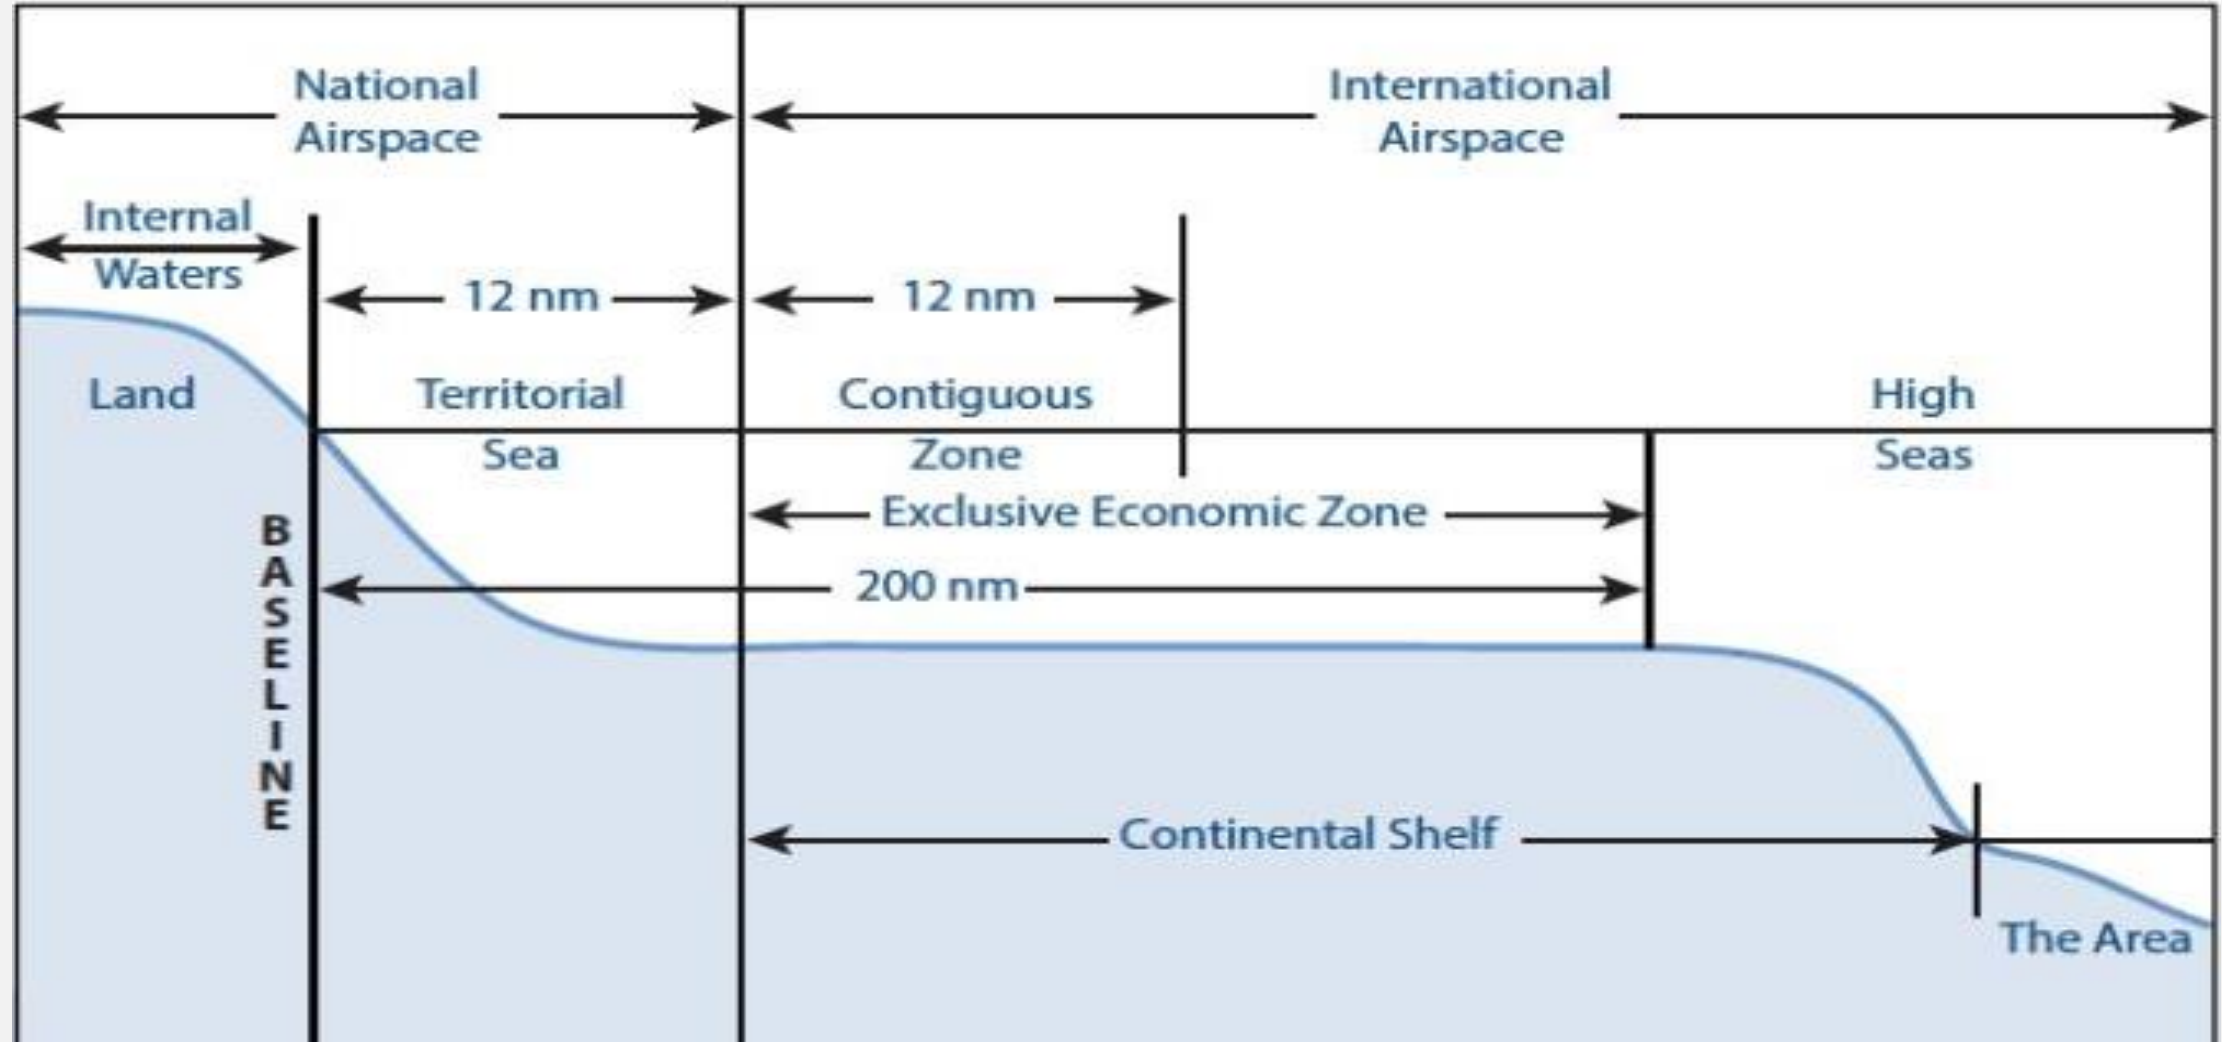 National
Airspace
International
Airspace
Internal
Waters
12 nm
12 nm
Land
Territorial
Sea
Contiguous
Zone
High
Seas
Exclusive Economic Zone
200 nm
BASELINE
Continental Shelf
The Area